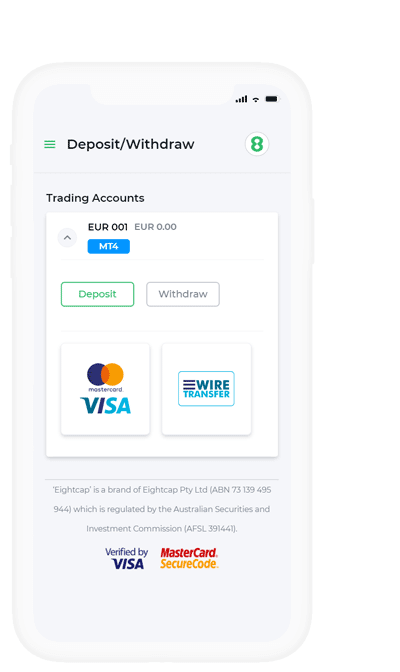 Deposit/Withdraw
8
Trading Accounts
EUR 001 EUR 0.00
MT4
Deposit Withdraw
mastercard.
VISA
WIRE
TRANSFER
‘Eightcap’ is a brand of Eightcap Pty Ltd (ABN 73 139 495
944) which is regulated by the Australian Securities and
Investment Commission (AFSL 391441).
Verified by
VISA
MasterCard.
SecureCode.